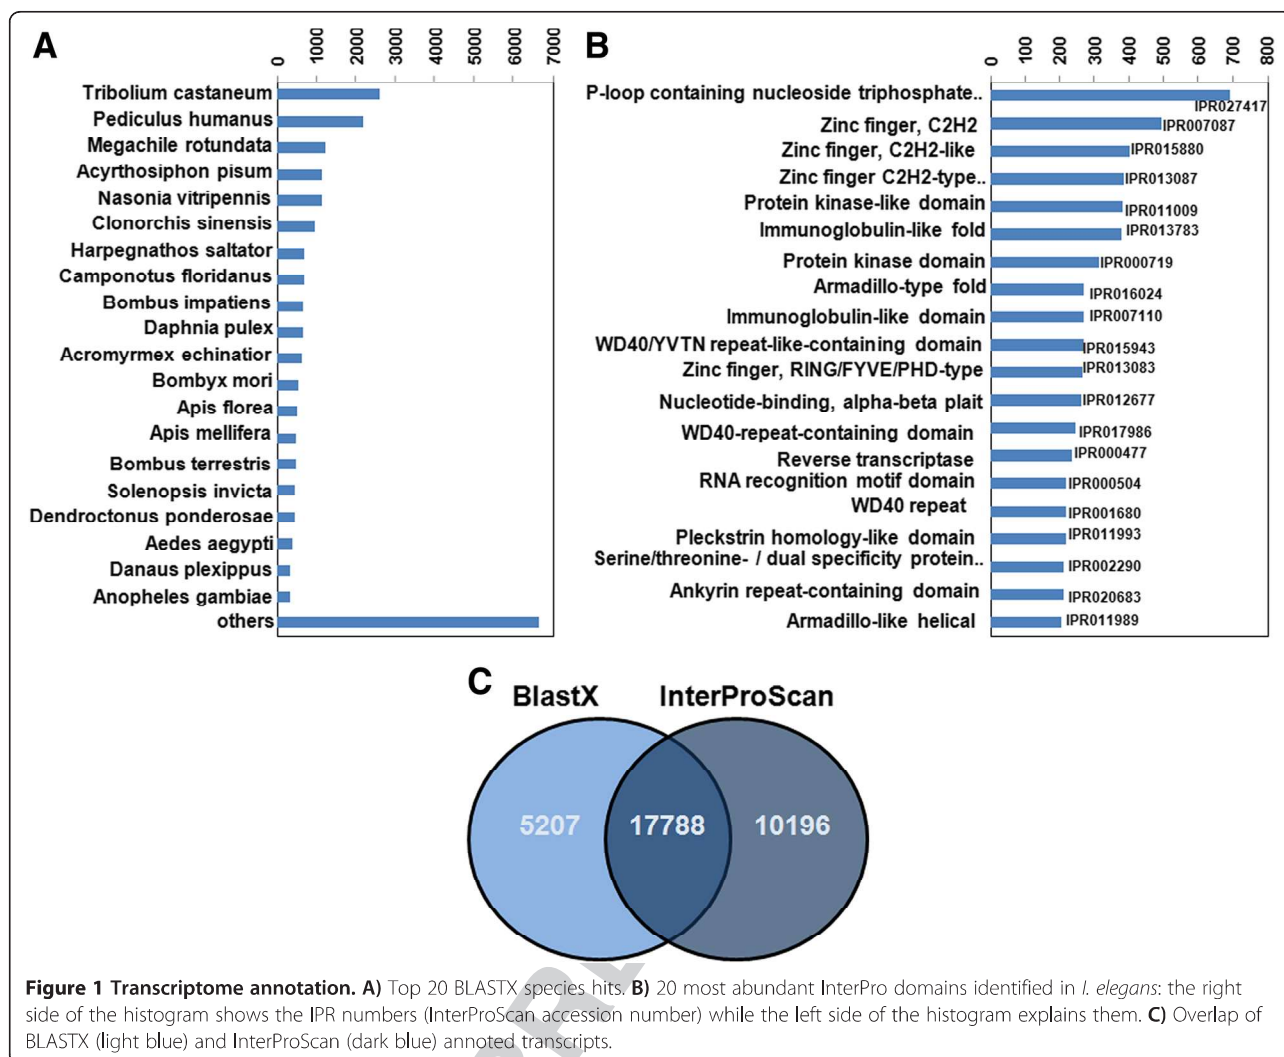 A
0
1000
2000
3000
4000
5000
6000
7000
Tribolium castaneum
Pediculus humanus
Megachile rotundata
Acyrthosiphon pisum
Nasonia vitripennis
Clonorchis sinensis
Harpegnathos saltator
Camponotus floridanus
Bombus impatiens
Daphnia pulex
Acromyrmex echinatior
Bombyx mori
Apis florea
Apis mellifera
Bombus terrestris
Solenopsis invicta
Dendroctonus ponderosae
Aedes aegypti
Danaus plexippus
Anopheles gambiae
others
B
0
100
200
300
400
500
600
700
800
P-loop containing nucleoside triphosphate..
IPR027417
Zinc finger, C2H2 IPR007087
Zinc finger, C2H2-like IPR015880
Zinc finger C2H2-type.. IPR013087
Protein kinase-like domain IPR011009
Immunoglobulin-like fold IPR013783
Protein kinase domain IPR000719
Armadillo-type fold IPR016024
Immunoglobulin-like domain IPR007110
WD40/YVTN repeat-like-containing domain IPR015943
Zinc finger, RING/FYVE/PHD-type IPR013083
Nucleotide-binding, alpha-beta plait IPR012677
WD40-repeat-containing domain IPR017986
Reverse transcriptase IPR000477
RNA recognition motif domain IPR000504
WD40 repeat IPR001680
Pleckstrin homology-like domain IPR011993
Serine/threonine- / dual specificity protein.. IPR002290
Ankyrin repeat-containing domain IPR020683
Armadillo-like helical IPR011989
C
BlastX InterProScan
5207 17788 10196
Figure 1 Transcriptome annotation. A) Top 20 BLASTX species hits. B) 20 most abundant InterPro domains identified in I. elegans: the right
side of the histogram shows the IPR numbers (InterProScan accession number) while the left side of the histogram explains them. C) Overlap of
BLASTX (light blue) and InterProScan (dark blue) annoted transcripts.